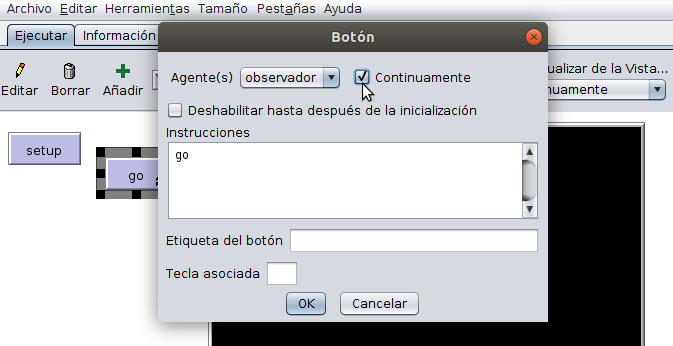 Archivo Editar Herramientas Tamaño Pestañas Ayuda
Ejecutar Información
Botón
Editar Borrar Añadir
Agente(s) observador Continuamente
ualizar de la Vista...
nuamente
Deshabilitar hasta después de la inicialización
Instrucciones
go
setup
go
Etiqueta del botón
Tecla asociada
OK Cancelar